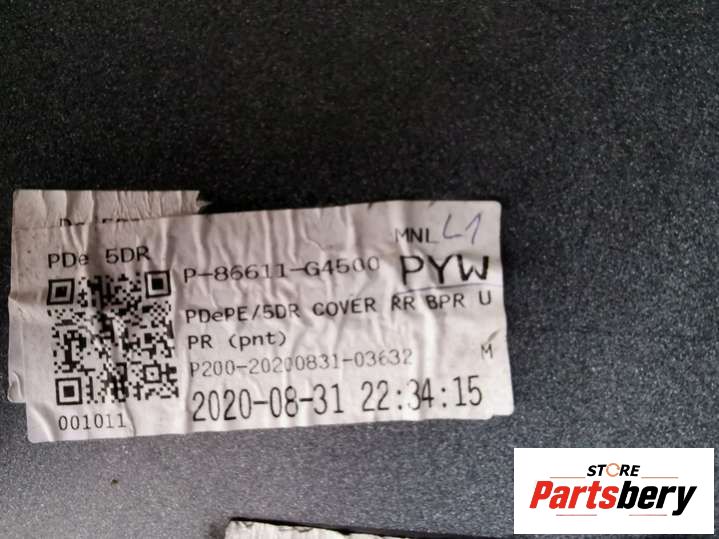 MNL L1
PDe 5DR
P-86611-G4500 PYW
PDePE/5DR COVER RR BPR U
PR (pnt)
P200-20200831-03632 M
001011
2020-08-31 22:34:15
STORE
Partsbery